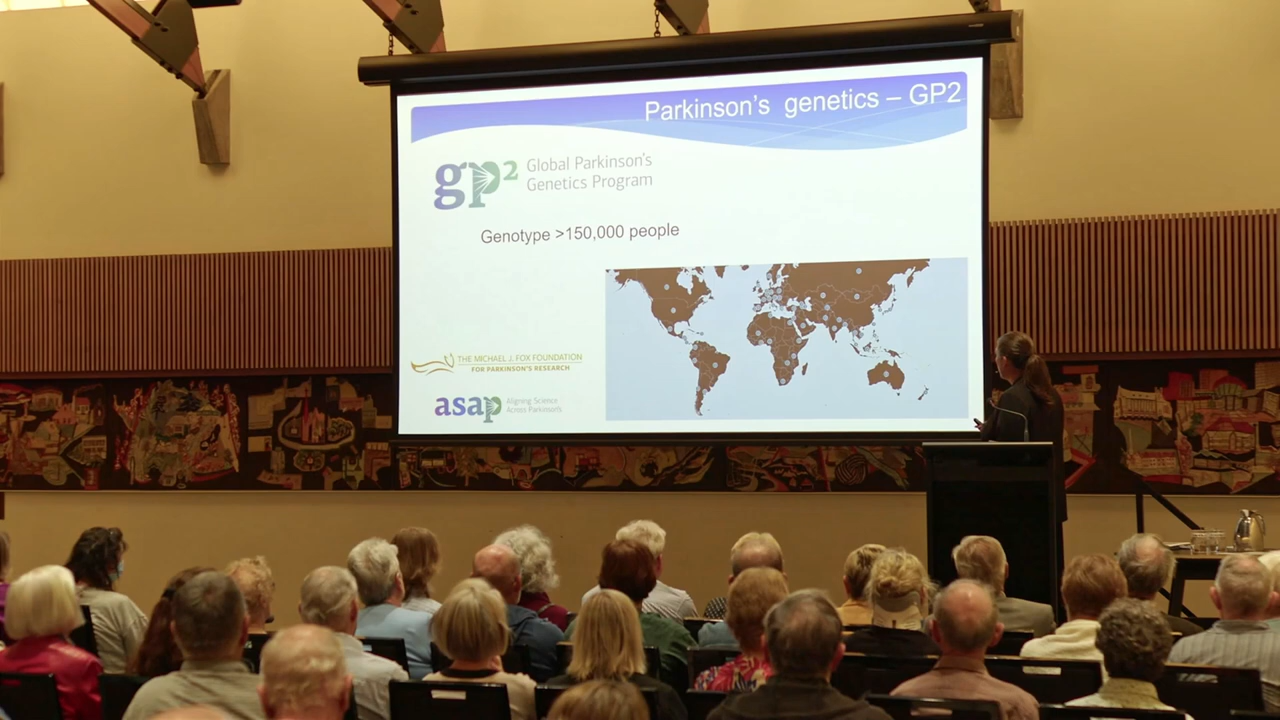 Parkinson's genetics – GP2
gp2 Global Parkinson's
Genetics Program
Genotype >150,000 people
THE MICHAEL J. FOX FOUNDATION
FOR PARKINSON'S RESEARCH
asap Aligning Science
Across Parkinson's